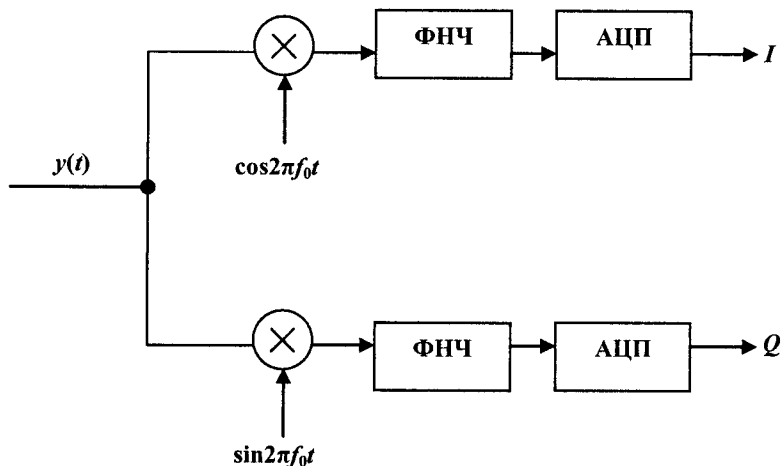 ФНЧ
АЦП
I
cos2πf₀t
y(t)
ФНЧ
АЦП
Q
sin2πf₀t